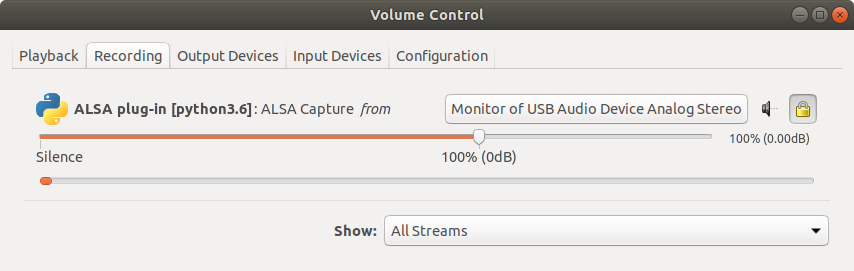 Volume Control
Playback Recording Output Devices Input Devices Configuration
ALSA plug-in [python3.6]: ALSA Capture from Monitor of USB Audio Device Analog Stereo
100% (0.00dB)
Silence 100% (0dB)
Show: All Streams